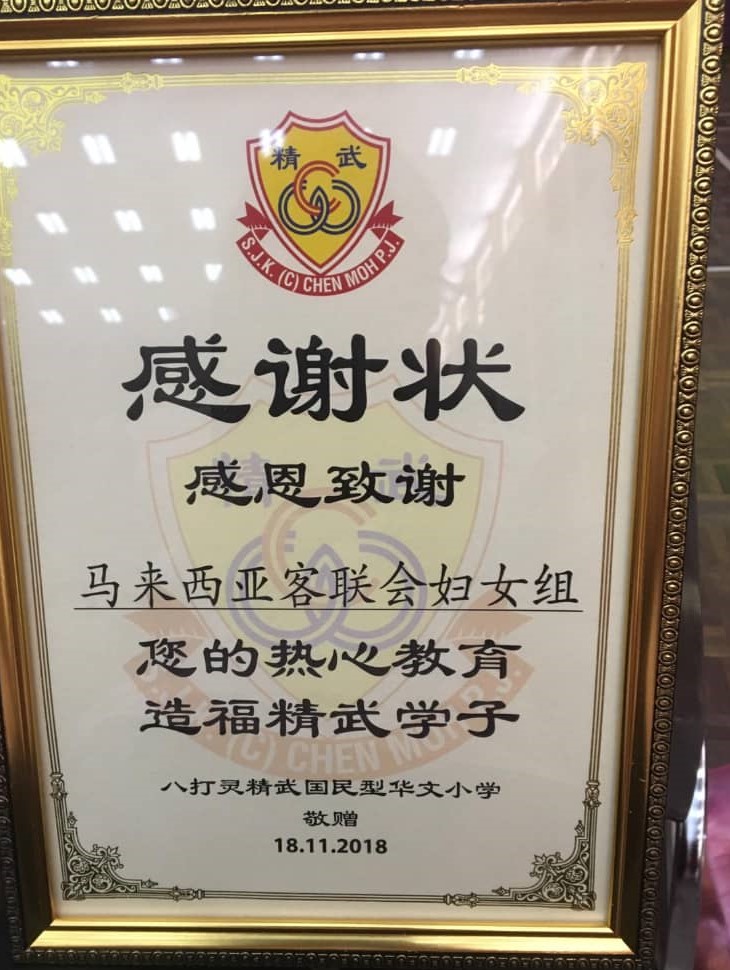 精 武
S.J.K. (C) CHEN MOH P.J.
感谢状
感恩致谢
马来西亚客联会妇女组
您的热心教育
造福精武学子
八打灵精武国民型华文小学
敬赠
18.11.2018